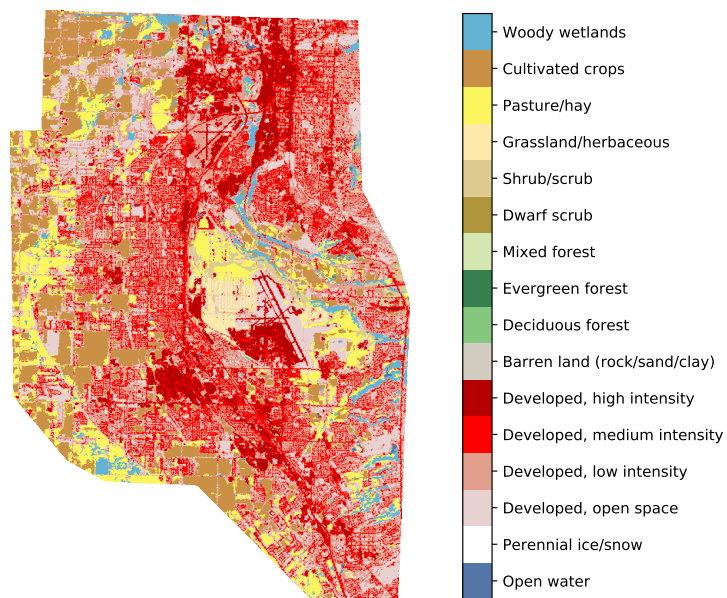 Woody wetlands
Cultivated crops
Pasture/hay
Grassland/herbaceous
Shrub/scrub
Dwarf scrub
Mixed forest
Evergreen forest
Deciduous forest
Barren land (rock/sand/clay)
Developed, high intensity
Developed, medium intensity
Developed, low intensity
Developed, open space
Perennial ice/snow
Open water